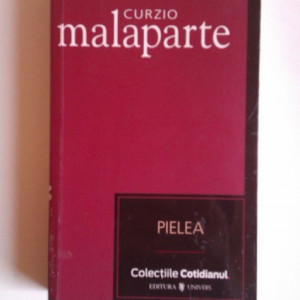 CURZIO
malaparte
PIELEA
Colecțiile Cotidianul
EDITURA UNIVERS